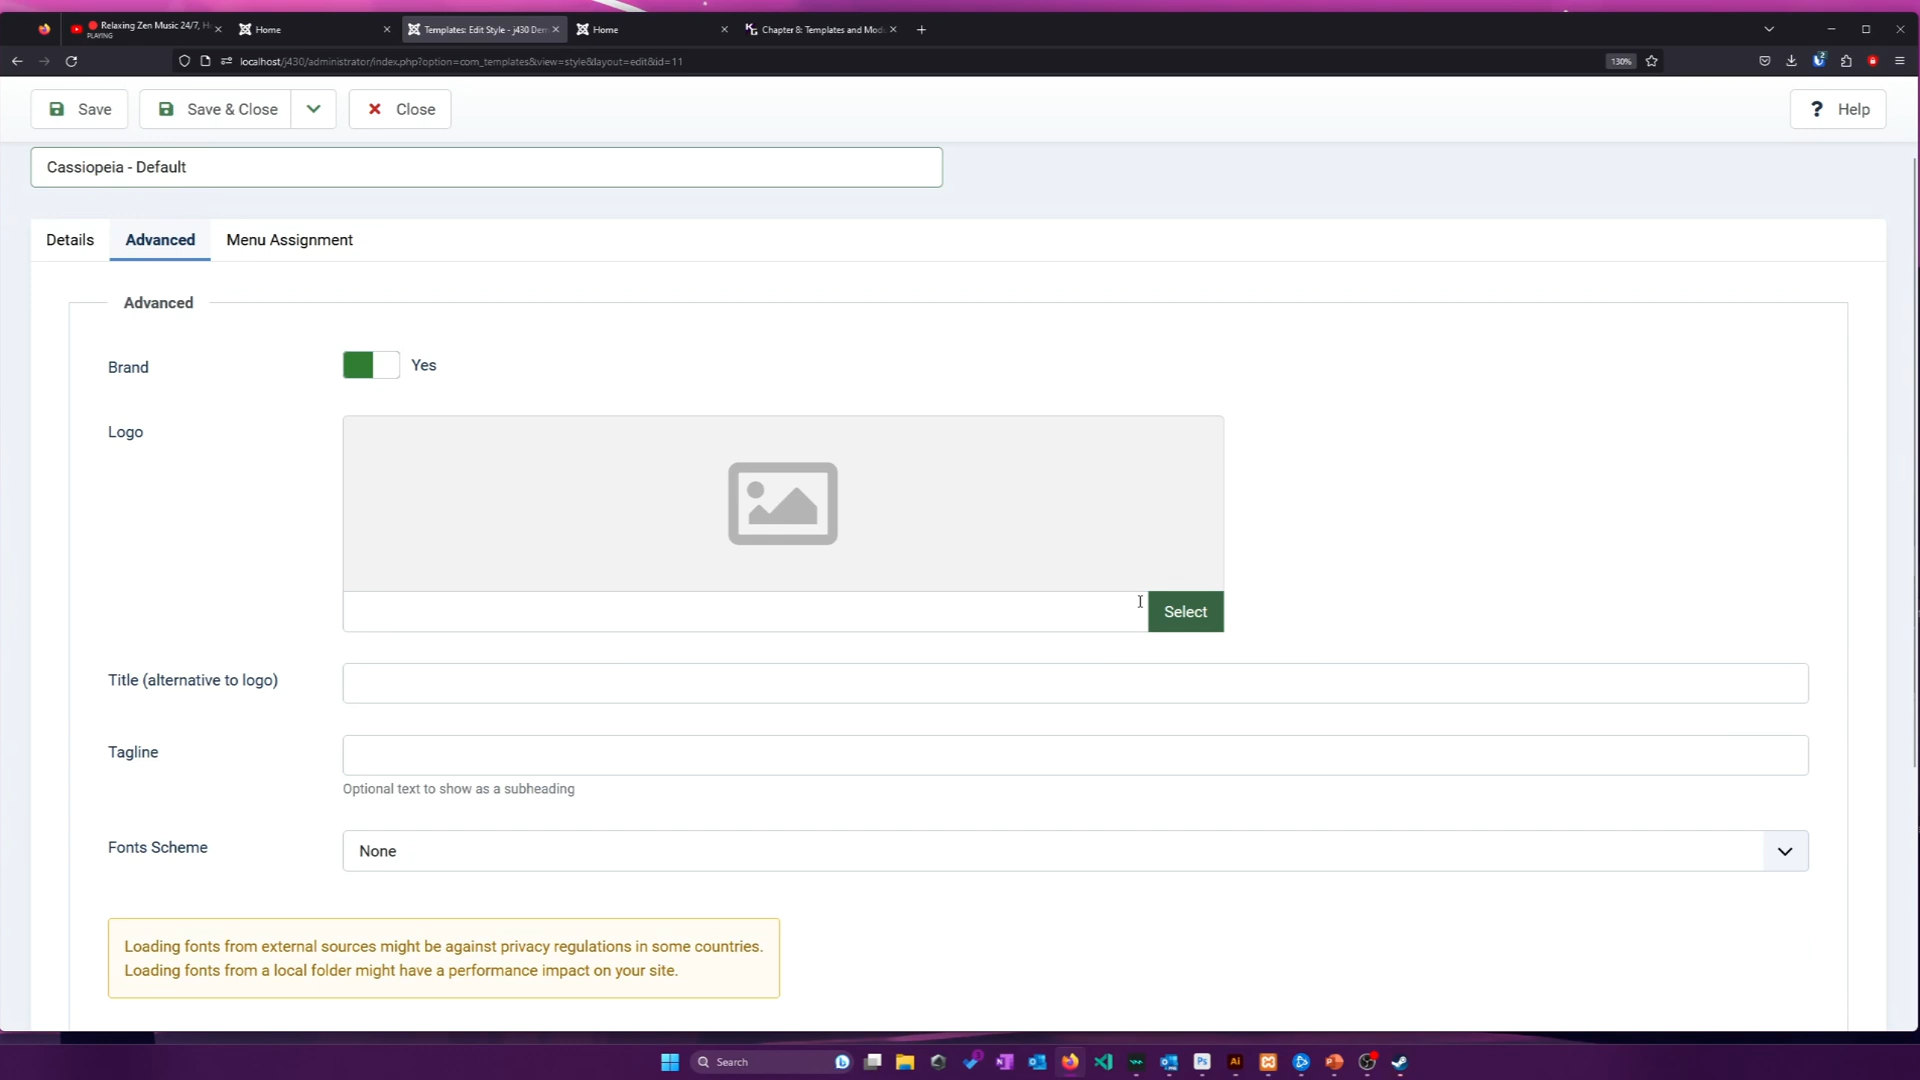 Relaxing Zen Music 24/7, H
PLAYING
Home
Templates: Edit Style - j430 Den
Home
Chapter 8: Templates and Modu
localhost/j430/administrator/index.php?option=com_templates&view=style&layout=edit&id=11
130%
Save
Save & Close
Close
? Help
Cassiopeia - Default
Details
Advanced
Menu Assignment
Advanced
Brand
Yes
Logo
Select
Title (alternative to logo)
Tagline
Optional text to show as a subheading
Fonts Scheme
None
Loading fonts from external sources might be against privacy regulations in some countries.
Loading fonts from a local folder might have a performance impact on your site.
Search